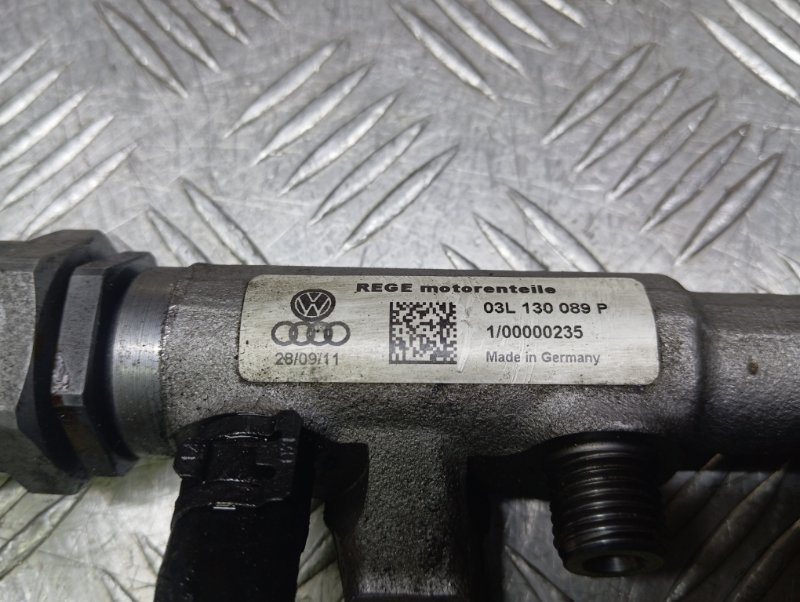 REGE motorenteile
03L 130 089 P
1/00000235
28/09/11
Made in Germany